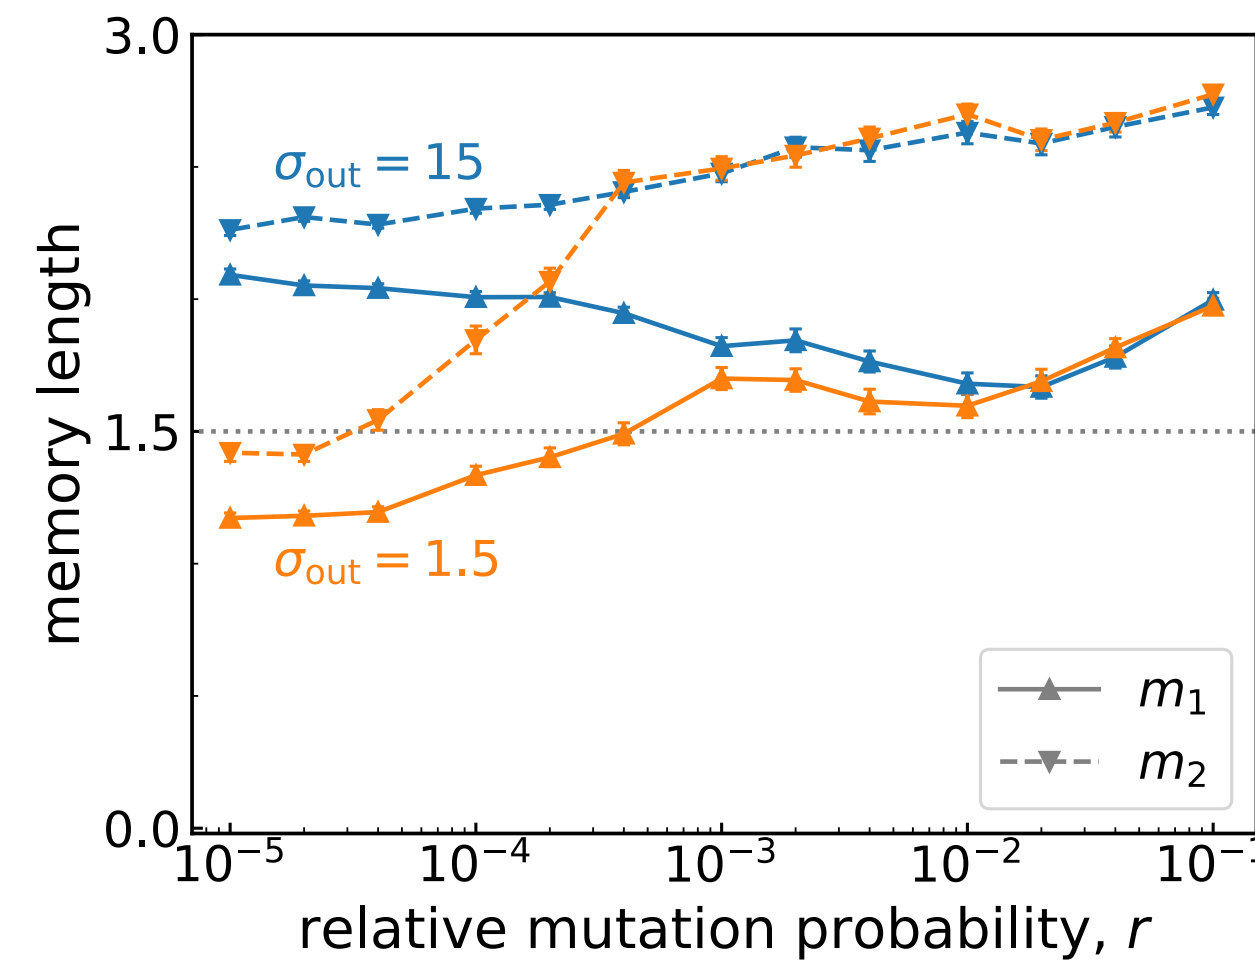 3.0
σout = 15
memory length
1.5
σout = 1.5
m1
m2
0.0
10−5 10−4 10−3 10−2 10−1
relative mutation probability, r